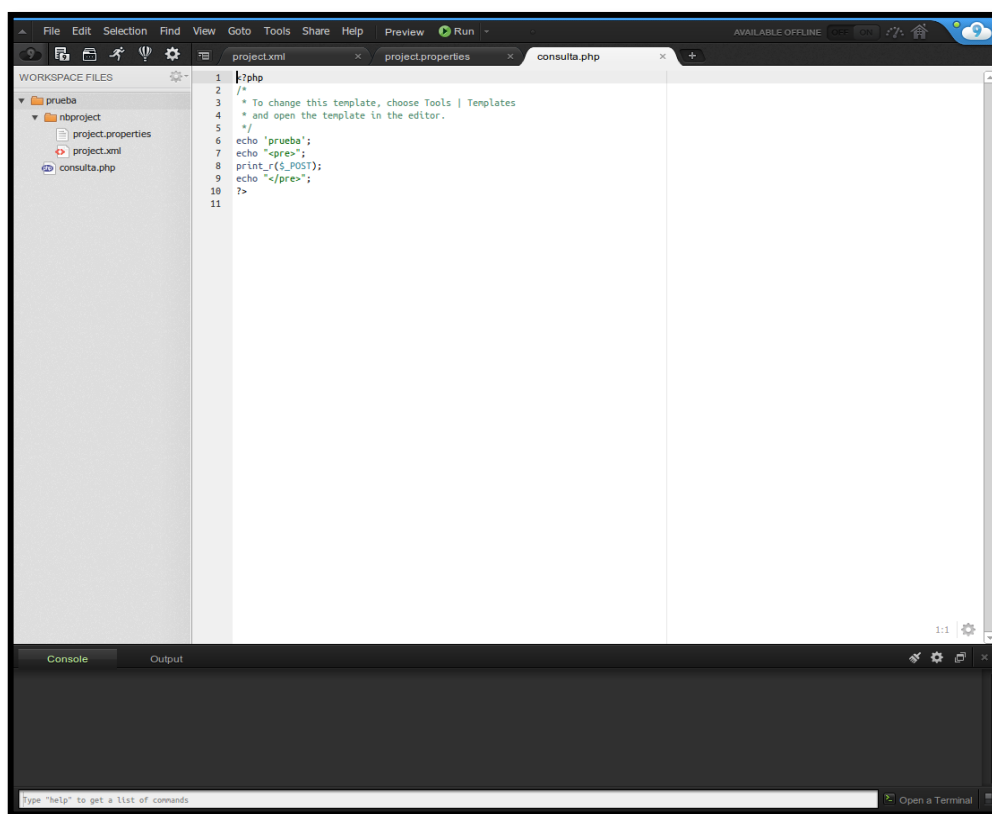 File Edit Selection Find View Goto Tools Share Help Preview Run
AVAILABLE OFFLINE OFF ON
9
project.xml
project.properties
consulta.php
WORKSPACE FILES
prueba
nbproject
project.properties
project.xml
consulta.php
1 <?php
2 /*
3 * To change this template, choose Tools | Templates
4 * and open the template in the editor.
5 */
6 echo 'prueba';
7 echo "<pre>";
8 print_r($_POST);
9 echo "</pre>";
10 ?>
11
1:1
Console Output
Type "help" to get a list of commands
Open a Terminal